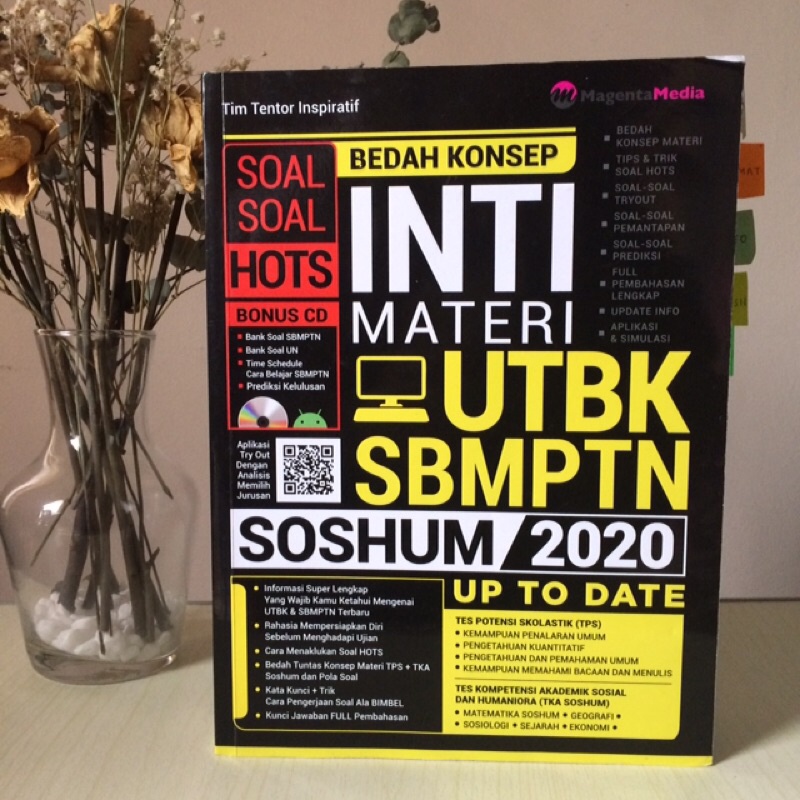 Tim Tentor Inspiratif
m MagentaMedia
SOAL
SOAL
HOTS
BONUS CD
Bank Soal SBMPTN
Bank Soal UN
Time Schedule
Cara Belajar SBMPTN
Prediksi Kelulusan
Aplikasi
Try Out
Dengan
Analisis
Memilih
Jurusan
BEDAH KONSEP
INTI
MATERI
UTBK
SBMPTN
SOSHUM/2020
UP TO DATE
BEDAH
KONSEP MATERI
TIPS & TRIK
SOAL HOTS
SOAL-SOAL
TRYOUT
SOAL-SOAL
PEMANTAPAN
SOAL-SOAL
PREDIKSI
FULL
PEMBAHASAN
LENGKAP
UPDATE INFO
APLIKASI
& SIMULASI
MAT
Informasi Super Lengkap
Yang Wajib Kamu Ketahui Mengenai
UTBK & SBMPTN Terbaru
Rahasia Mempersiapkan Diri
Sebelum Menghadapi Ujian
Cara Menaklukan Soal HOTS
Bedah Tuntas Konsep Materi TPS + TKA
Soshum dan Pola Soal
Kata Kunci + Trik
Cara Pengerjaan Soal Ala BIMBEL
Kunci Jawaban FULL Pembahasan
TES POTENSI SKOLASTIK (TPS)
• KEMAMPUAN PENALARAN UMUM
• PENGETAHUAN KUANTITATIF
• PENGETAHUAN DAN PEMAHAMAN UMUM
• KEMAMPUAN MEMAHAMI BACAAN DAN MENULIS
TES KOMPETENSI AKADEMIK SOSIAL
DAN HUMANIORA (TKA SOSHUM)
• MATEMATIKA SOSHUM • GEOGRAFI •
• SOSIOLOGI • SEJARAH • EKONOMI •